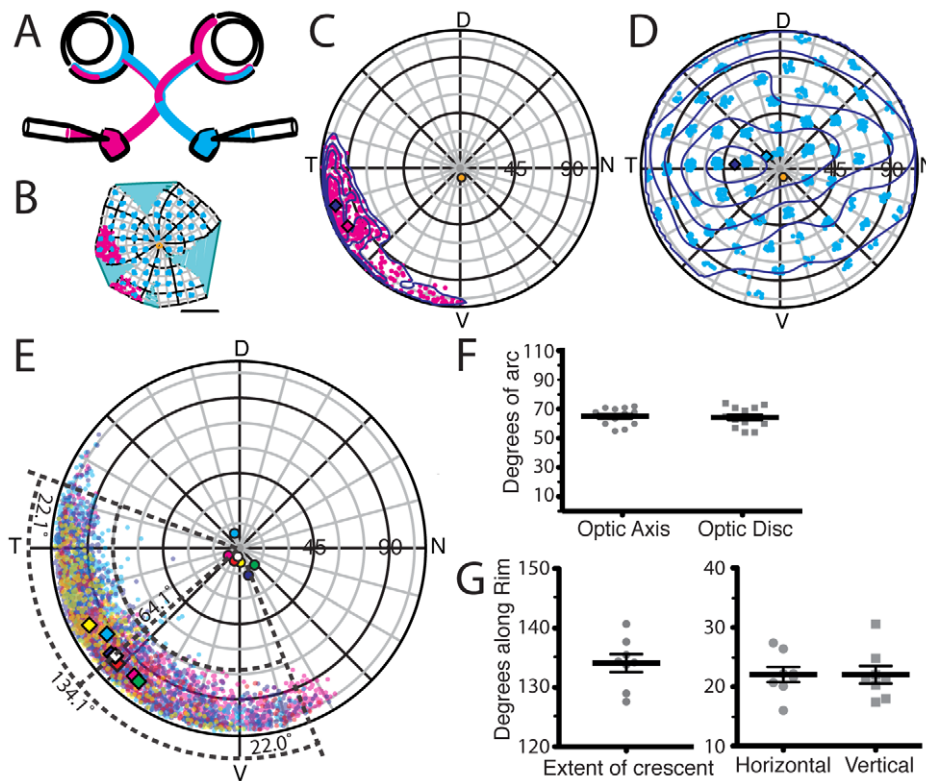 A
B
C
D
T
45
90
N
V
D
D
T
45
90
N
V
E
D
T
45
90
N
V
22.1°
64.1°
134.1°
22.0°
F
Degrees of arc
110
90
70
50
30
10
Optic Axis
Optic Disc
G
Degrees along Rim
150
140
130
120
Extent of crescent
40
30
20
10
Horizontal
Vertical